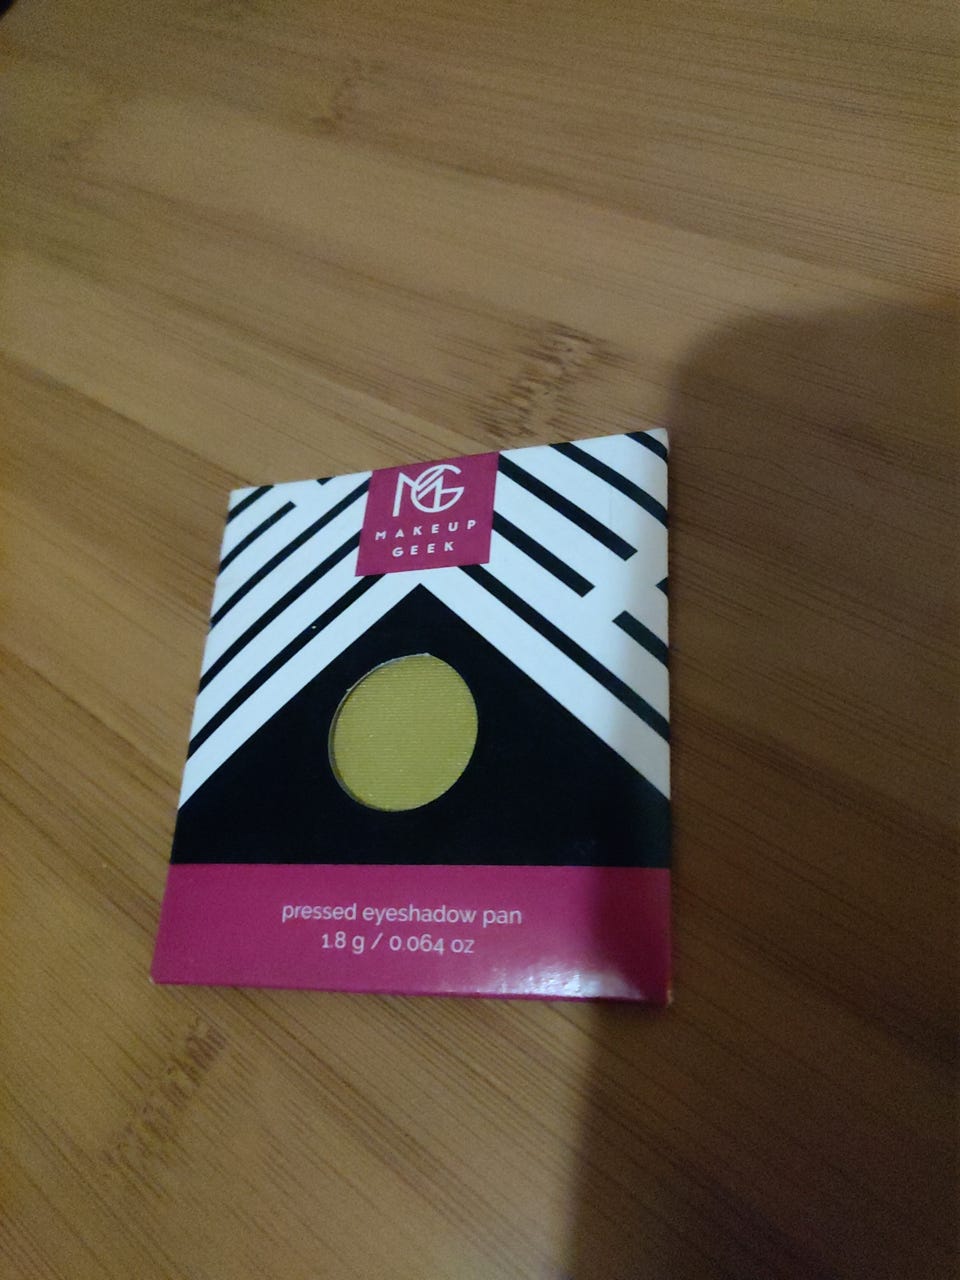 MG
MAKEUP
GEEK
pressed eyeshadow pan
1.8 g / 0.064 oz